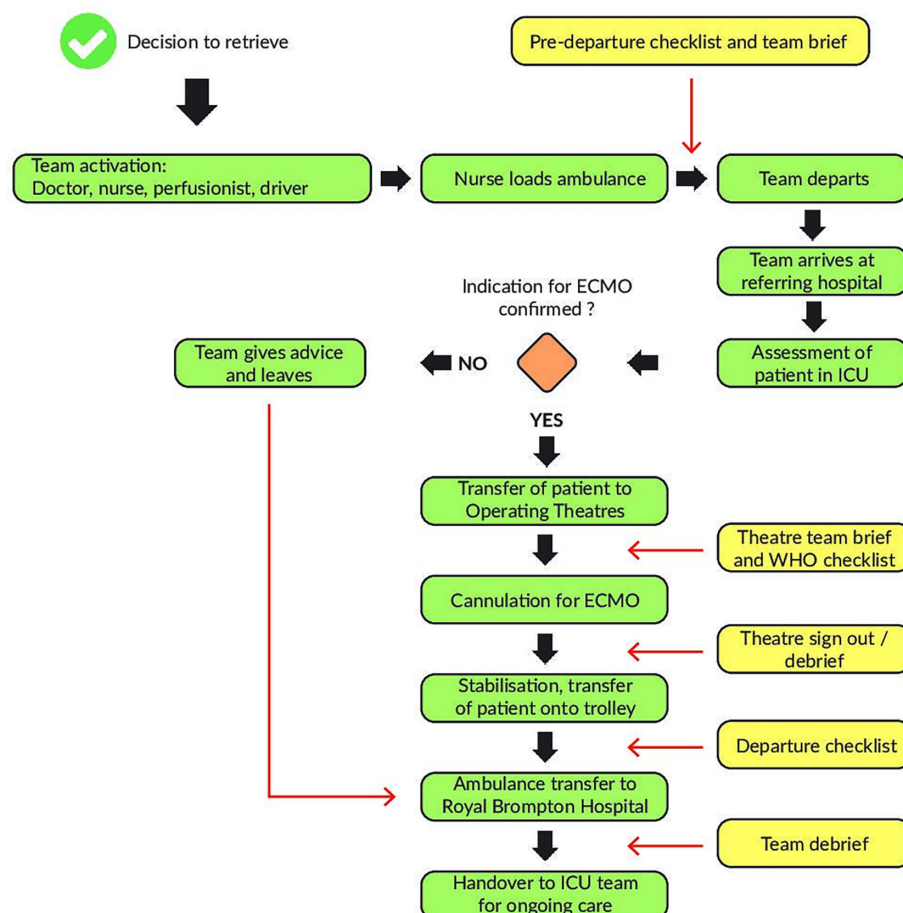 Decision to retrieve
Pre-departure checklist and team brief
Team activation:
Doctor, nurse, perfusionist, driver
Nurse loads ambulance
Team departs
Team arrives at
referring hospital
Indication for ECMO
confirmed ?
Assessment of
patient in ICU
NO
Team gives advice
and leaves
YES
Transfer of patient to
Operating Theatres
Theatre team brief
and WHO checklist
Cannulation for ECMO
Theatre sign out /
debrief
Stabilisation, transfer
of patient onto trolley
Departure checklist
Ambulance transfer to
Royal Brompton Hospital
Team debrief
Handover to ICU team
for ongoing care